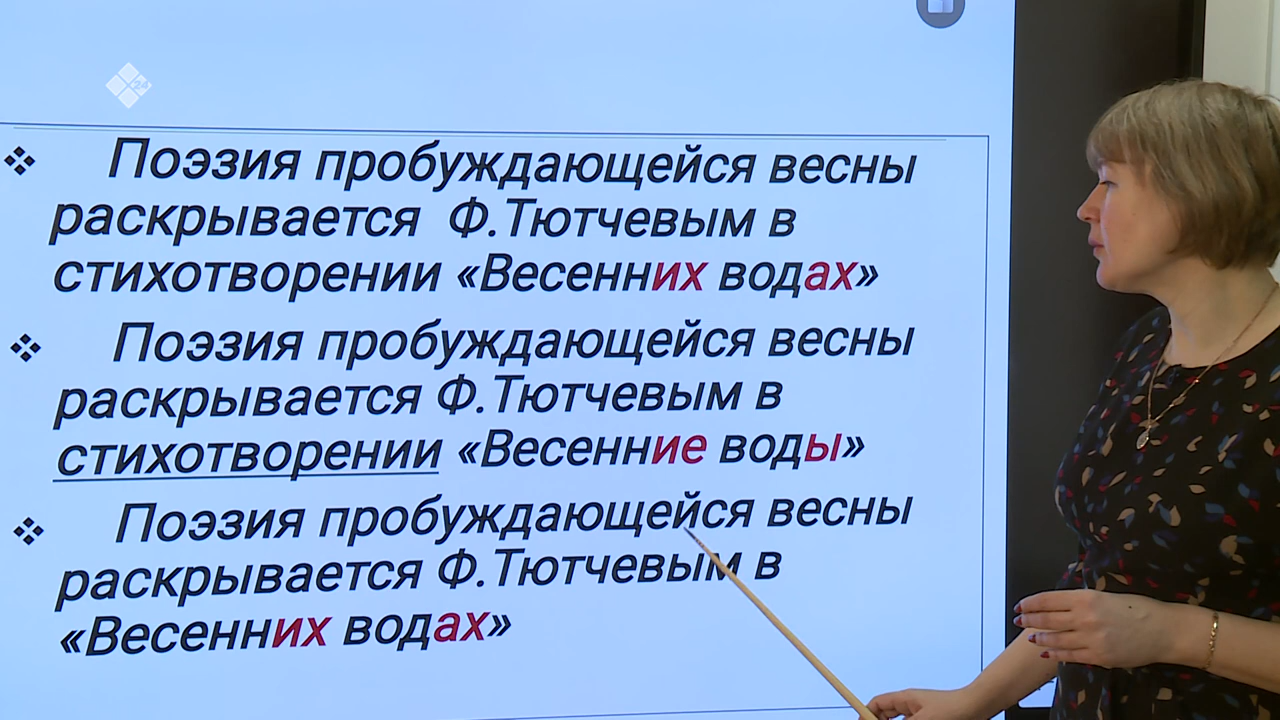 24
Поэзия пробуждающейся весны
раскрывается Ф.Тютчевым в
стихотворении «Весенних водах»
Поэзия пробуждающейся весны
раскрывается Ф.Тютчевым в
стихотворении «Весенние воды»
Поэзия пробуждающейся весны
раскрывается Ф.Тютчевым в
«Весенних водах»